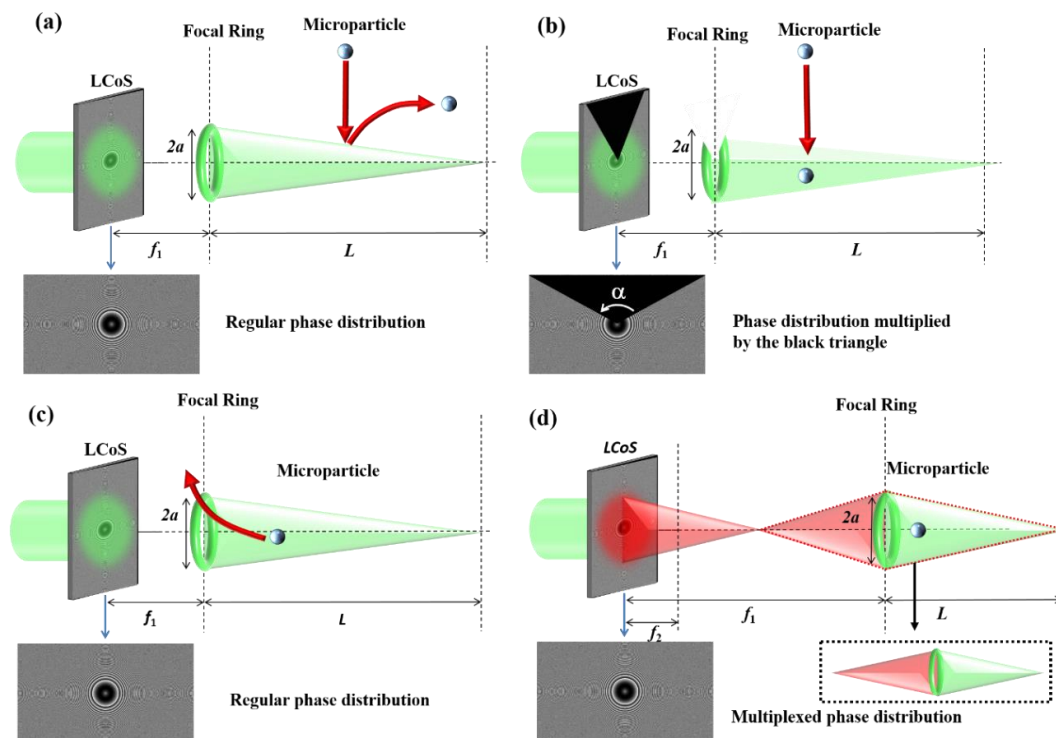 (a)
Focal Ring
Microparticle
LCoS
2a
f1
L
Regular phase distribution
(b)
Focal Ring
Microparticle
LCoS
2a
f1
L
α
Phase distribution multiplied
by the black triangle
(c)
Focal Ring
LCoS
Microparticle
2a
f1
L
Regular phase distribution
(d)
Focal Ring
LCoS
Microparticle
2a
f1
L
f2
Multiplexed phase distribution